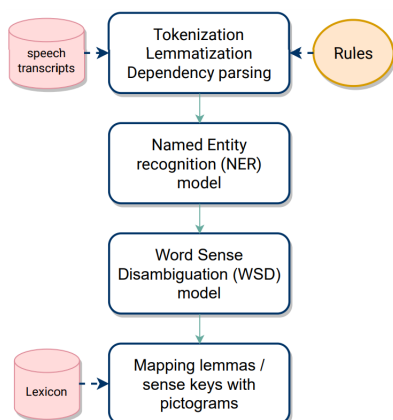 speech
transcripts
Tokenization
Lemmatization
Dependency parsing
Rules
Named Entity
recognition (NER)
model
Word Sense
Disambiguation (WSD)
model
Lexicon
Mapping lemmas /
sense keys with
pictograms